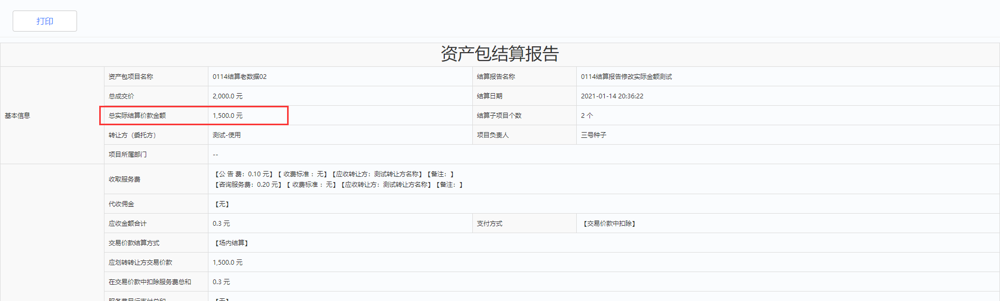 打印
资产包结算报告
基本信息
资产包项目名称 0114结算老数据02 结算报告名称 0114结算报告修改实际金额测试
总成交价 2,000.0 元 结算日期 2021-01-14 20:36:22
总实际结算价款金额 1,500.0 元 结算子项目个数 2 个
转让方（委托方） 测试-使用 项目负责人 三号种子
项目所属部门 --
收取服务费 【公 告 费：0.10 元】【 收费标准 ：无】【应收转让方：测试转让方名称】【备注：】
【咨询服务费：0.20 元】【 收费标准 ：无】【应收转让方：测试转让方名称】【备注：】
代收佣金 【无】
应收金额合计 0.3 元 支付方式 【交易价款中扣除】
交易价款结算方式 【场内结算】
应划转转让方交易价款 1,500.0 元
在交易价款中扣除服务费总和 0.3 元
【无】